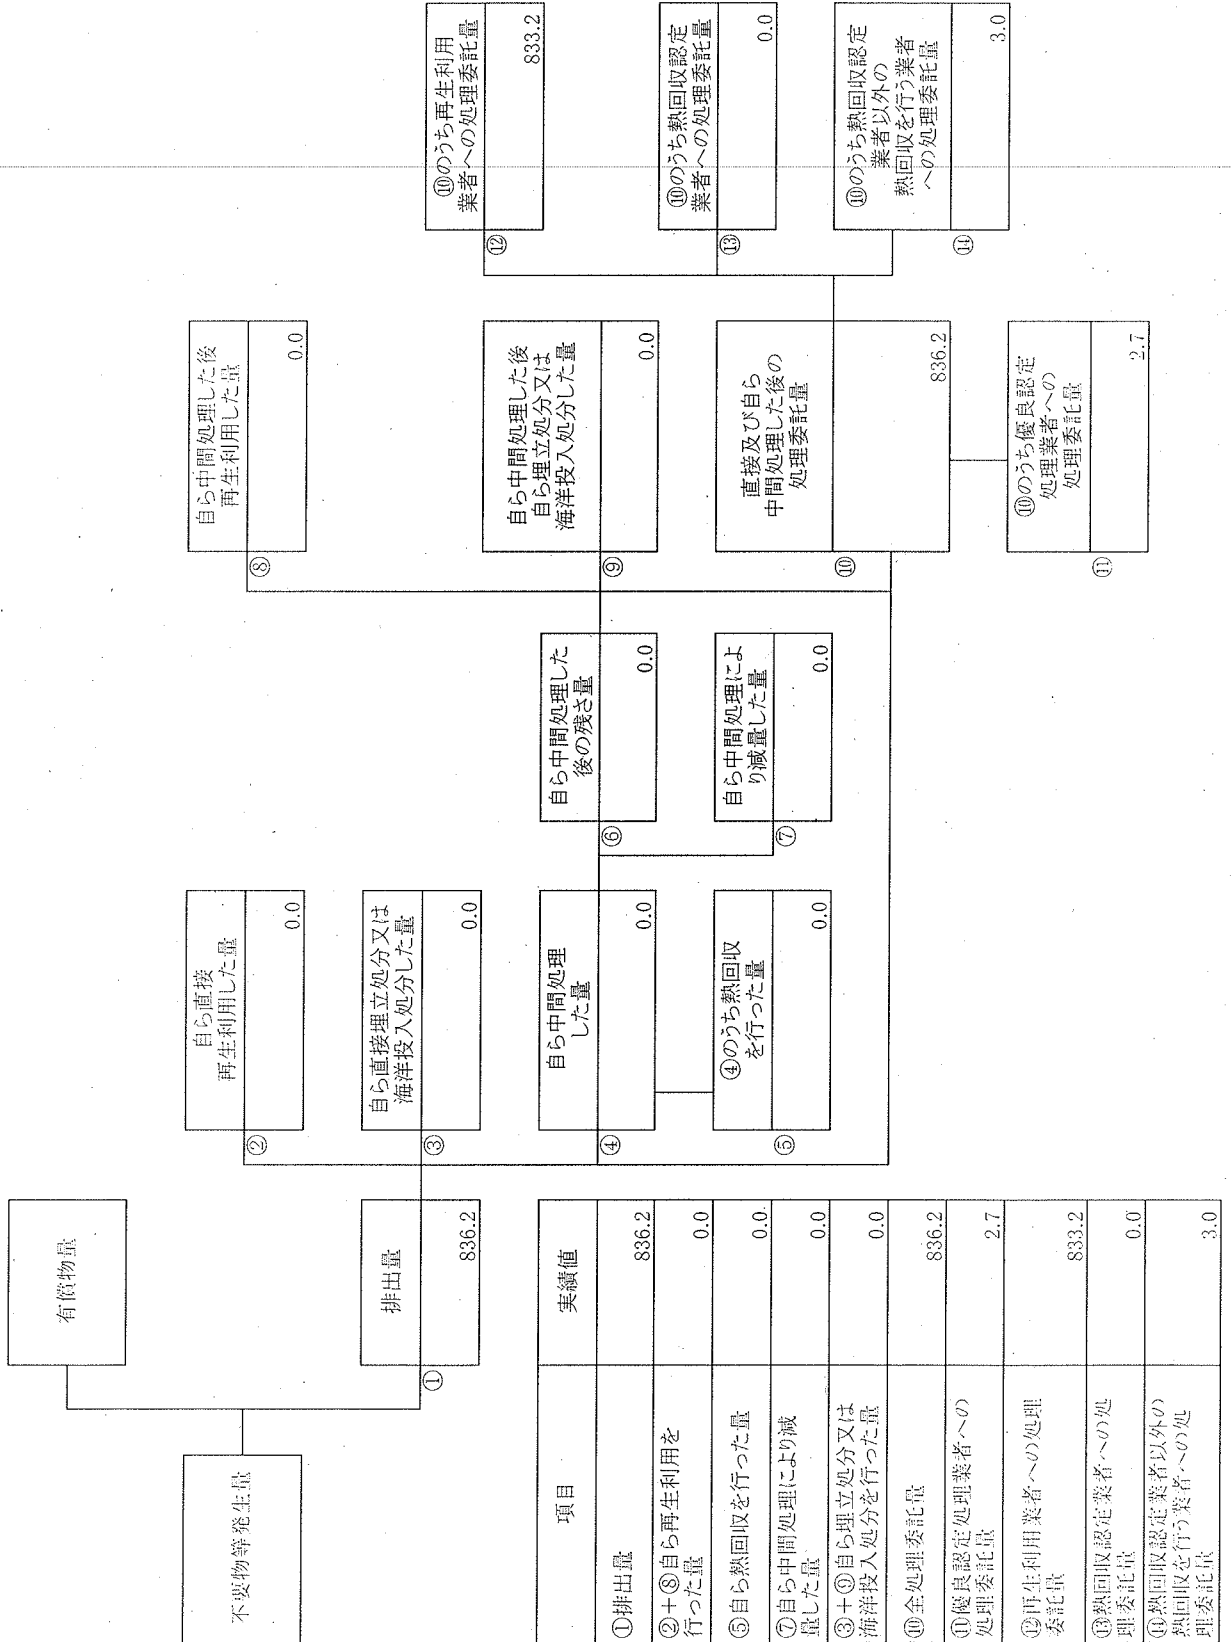 不要物等発生量
有償物量
①
排出量
836.2
②
自ら直接
再生利用した量
0.0
③
自ら直接埋立処分又は
海洋投入処分した量
0.0
④
自ら中間処理
した量
0.0
⑤
④のうち熱回収
を行った量
0.0
⑥
自ら中間処理した
後の残さ量
0.0
⑦
自ら中間処理によ
り減量した量
0.0
⑧
自ら中間処理した後
再生利用した量
0.0
⑨
自ら中間処理した後
自ら埋立処分又は
海洋投入処分した量
0.0
⑩
直接及び自ら
中間処理した後の
処理委託量
836.2
⑪
⑩のうち優良認定
処理業者への
処理委託量
2.7
⑫
⑩のうち再生利用
業者への処理委託量
833.2
⑬
⑩のうち熱回収認定
業者への処理委託量
0.0
⑭
⑩のうち熱回収認定
業者以外の
熱回収を行う業者
への処理委託量
3.0
項目 実績値
①排出量 836.2
②+⑧自ら再生利用を
行った量 0.0
⑤自ら熱回収を行った量 0.0
⑦自ら中間処理により減
量した量 0.0
③+⑨自ら埋立処分又は
海洋投入処分を行った量 0.0
⑩全処理委託量 836.2
⑪優良認定処理業者への
処理委託量 2.7
⑫再生利用業者への処理
委託量 833.2
⑬熱回収認定業者への処
理委託量 0.0
⑭熱回収認定業者以外の
熱回収を行う業者への処
理委託量 3.0